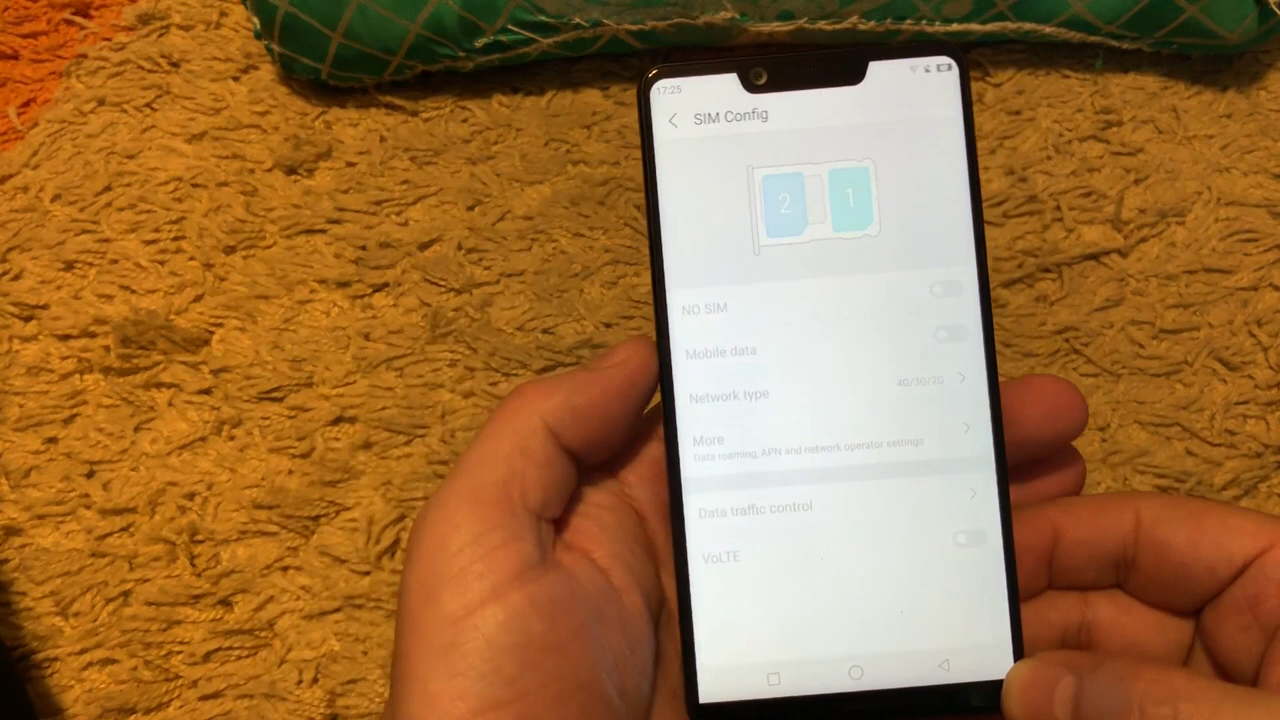 17:25
SIM Config
2 1
NO SIM
Mobile data
Network type 4G/3G/2G
More
Data roaming, APN and network operator settings
Data traffic control
VoLTE